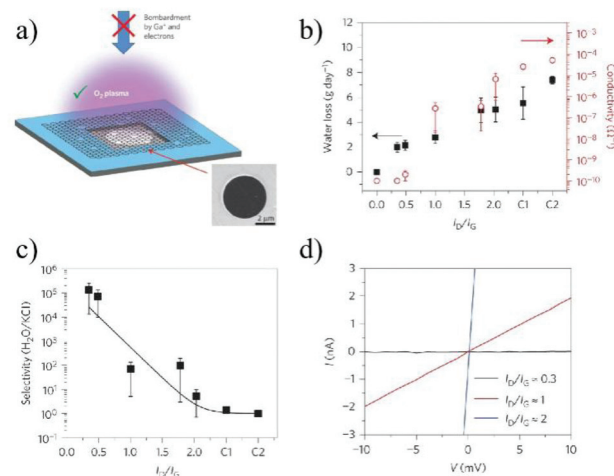 a)
Bombardment
by Ga⁺ and
electrons
O₂ plasma
2 µm
b)
Water loss (g day⁻¹)
12
10
8
6
4
2
0
Conductivity (Ω⁻¹)
10⁻³
10⁻⁴
10⁻⁵
10⁻⁶
10⁻⁷
10⁻⁸
10⁻⁹
10⁻¹⁰
0.0 0.5 1.0 1.5 2.0 C1 C2
I_D/I_G
c)
Selectivity (H₂O/KCl)
10⁶
10⁵
10⁴
10³
10²
10¹
10⁰
10⁻¹
0.5 1.0 1.5 2.0 C1 C2
I_D/I_G
d)
I (nA)
3
2
1
0
-1
-2
-3
I_D/I_G ≈ 0.3
I_D/I_G ≈ 1
I_D/I_G ≈ 2
-10 -5 0 5 10
V (mV)